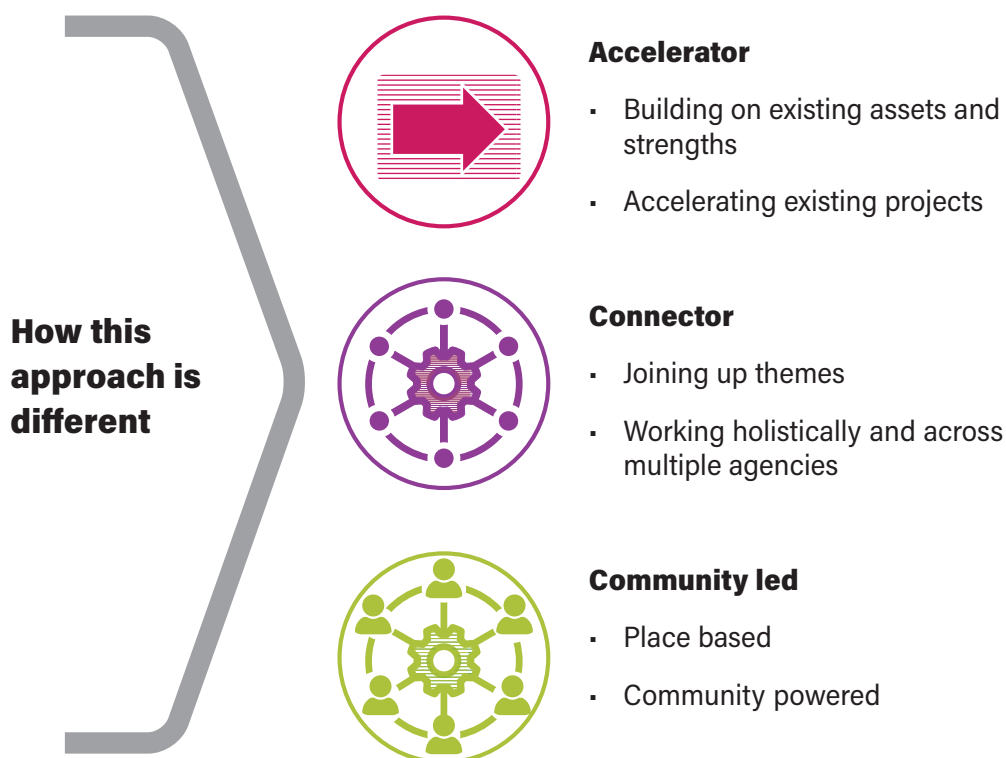 How this
approach is
different
Accelerator
· Building on existing assets and
strengths
· Accelerating existing projects
Connector
· Joining up themes
· Working holistically and across
multiple agencies
Community led
· Place based
· Community powered